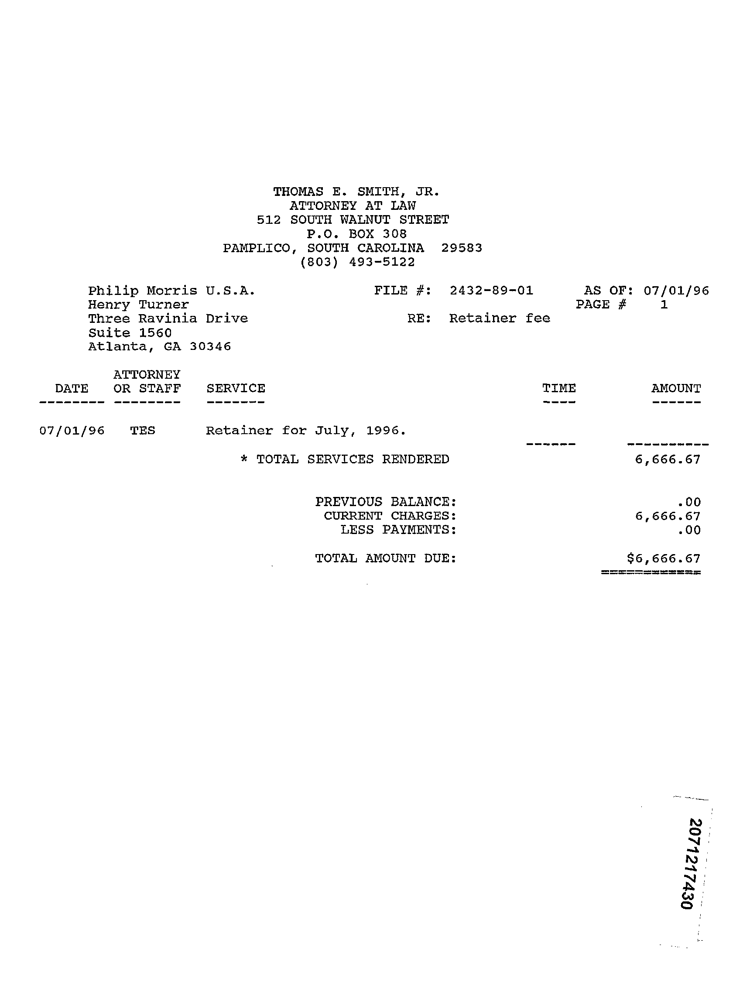 THOMAS E. SMITH, JR.
ATTORNEY AT LAW
512 SOUTH WALNUT STREET
P.O. BOX 308
PAMPLICO, SOUTH CAROLINA 29583
(803) 493-5122
Philip Morris U.S.A. FILE #: 2432-89-01 AS OF: 07/01/96
Henry Turner PAGE # 1
Three Ravinia Drive RE: Retainer fee
Suite 1560
Atlanta, GA 30346
ATTORNEY
DATE OR STAFF SERVICE TIME AMOUNT
-------- -------- ------- ---- ------
07/01/96 TES Retainer for July, 1996.
------ ----------
* TOTAL SERVICES RENDERED 6,666.67
PREVIOUS BALANCE: .00
CURRENT CHARGES: 6,666.67
LESS PAYMENTS: .00
TOTAL AMOUNT DUE: $6,666.67
============
2071217430